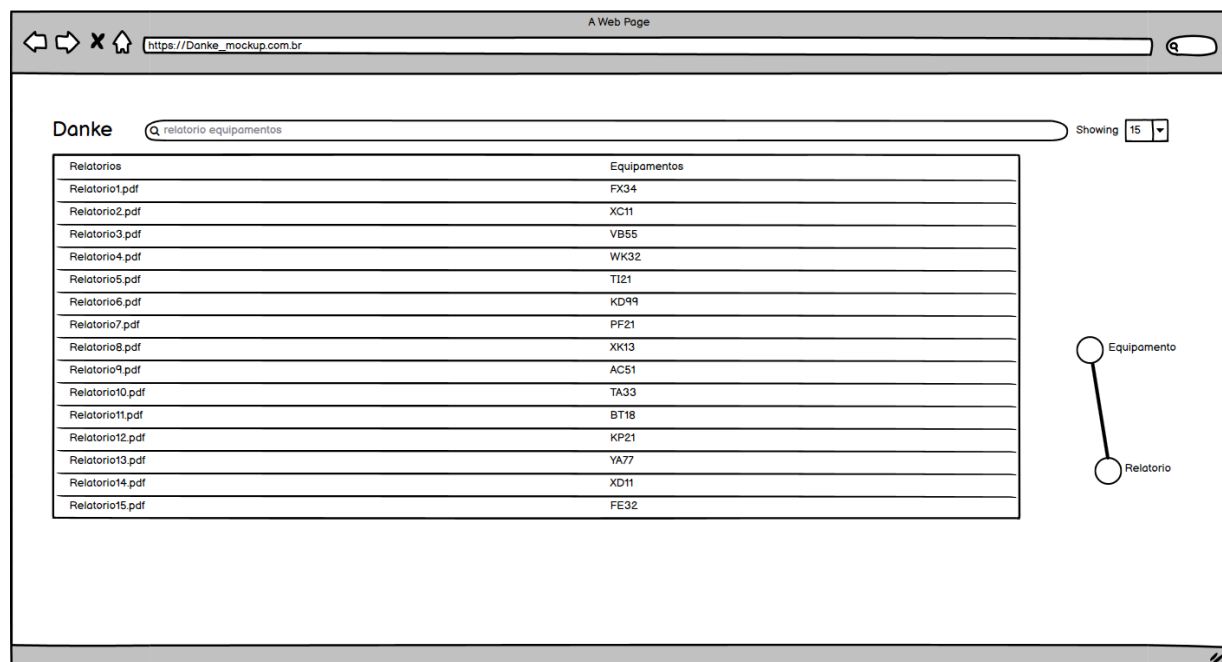 A Web Page
https://Danke_mockup.com.br
Danke
relatorio equipamentos
Showing 15
Relatorios Equipamentos
Relatorio1.pdf FX34
Relatorio2.pdf XC11
Relatorio3.pdf VB55
Relatorio4.pdf WK32
Relatorio5.pdf TI21
Relatorio6.pdf KD99
Relatorio7.pdf PF21
Relatorio8.pdf XK13
Relatorio9.pdf AC51
Relatorio10.pdf TA33
Relatorio11.pdf BT18
Relatorio12.pdf KP21
Relatorio13.pdf YA77
Relatorio14.pdf XD11
Relatorio15.pdf FE32
Equipamento
Relatorio